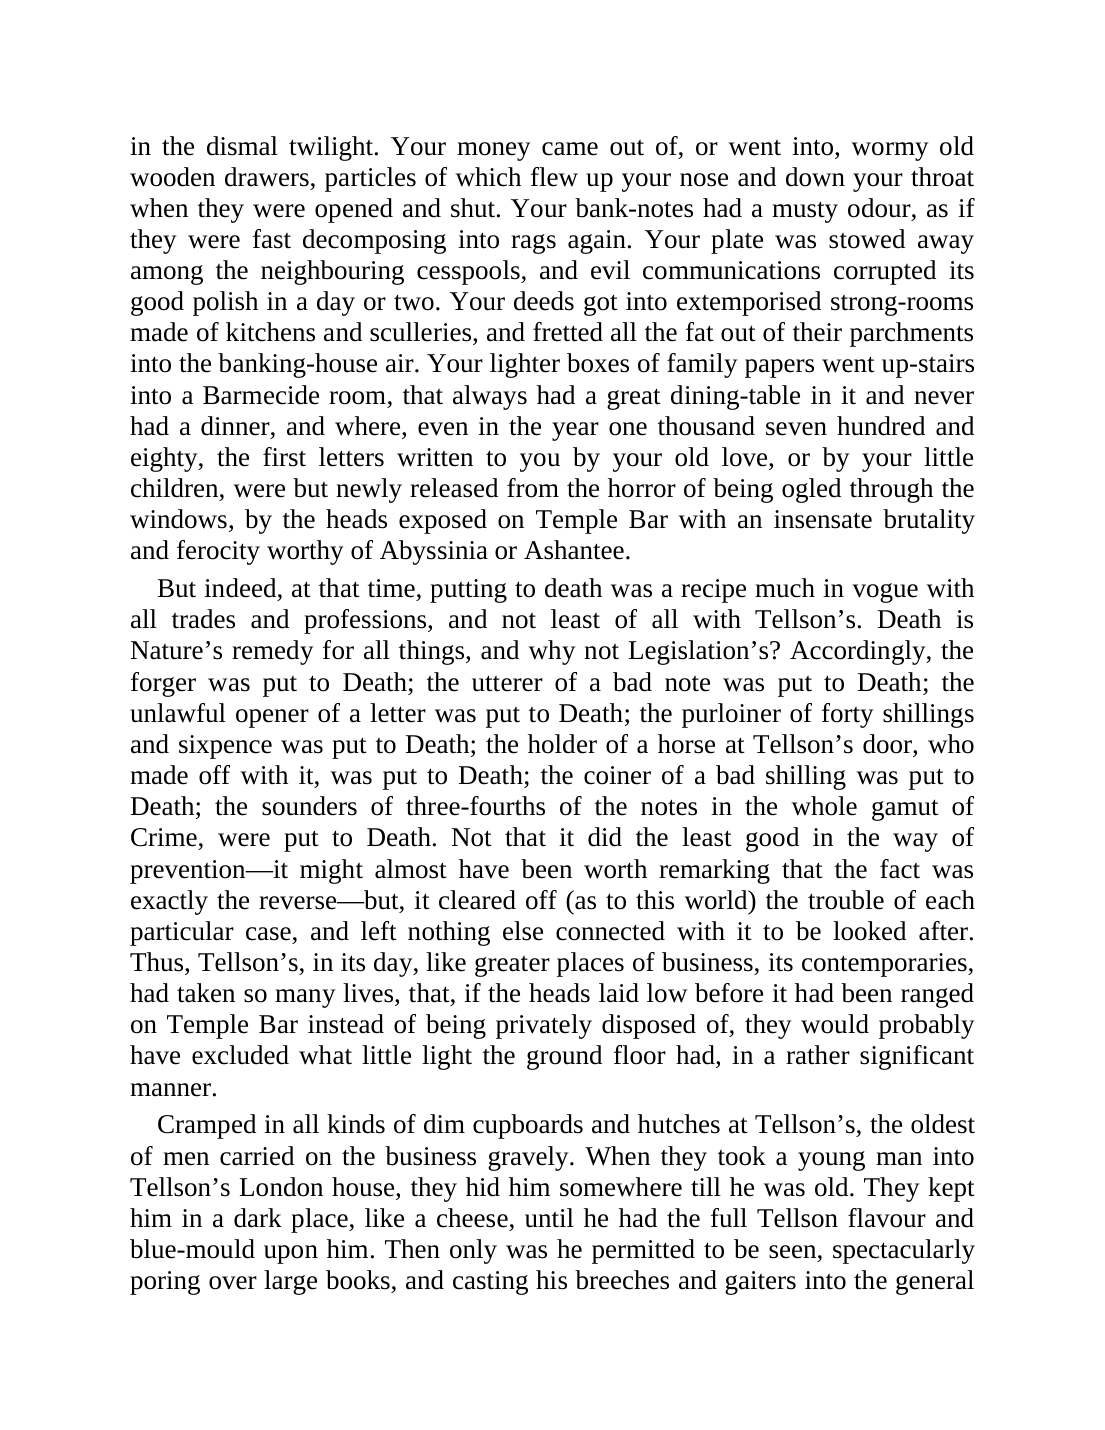 in the dismal twilight. Your money came out of, or went into, wormy old
wooden drawers, particles of which flew up your nose and down your throat
when they were opened and shut. Your bank-notes had a musty odour, as if
they were fast decomposing into rags again. Your plate was stowed away
among the neighbouring cesspools, and evil communications corrupted its
good polish in a day or two. Your deeds got into extemporised strong-rooms
made of kitchens and sculleries, and fretted all the fat out of their parchments
into the banking-house air. Your lighter boxes of family papers went up-stairs
into a Barmecide room, that always had a great dining-table in it and never
had a dinner, and where, even in the year one thousand seven hundred and
eighty, the first letters written to you by your old love, or by your little
children, were but newly released from the horror of being ogled through the
windows, by the heads exposed on Temple Bar with an insensate brutality
and ferocity worthy of Abyssinia or Ashantee.
But indeed, at that time, putting to death was a recipe much in vogue with
all trades and professions, and not least of all with Tellson’s. Death is
Nature’s remedy for all things, and why not Legislation’s? Accordingly, the
forger was put to Death; the utterer of a bad note was put to Death; the
unlawful opener of a letter was put to Death; the purloiner of forty shillings
and sixpence was put to Death; the holder of a horse at Tellson’s door, who
made off with it, was put to Death; the coiner of a bad shilling was put to
Death; the sounders of three-fourths of the notes in the whole gamut of
Crime, were put to Death. Not that it did the least good in the way of
prevention—it might almost have been worth remarking that the fact was
exactly the reverse—but, it cleared off (as to this world) the trouble of each
particular case, and left nothing else connected with it to be looked after.
Thus, Tellson’s, in its day, like greater places of business, its contemporaries,
had taken so many lives, that, if the heads laid low before it had been ranged
on Temple Bar instead of being privately disposed of, they would probably
have excluded what little light the ground floor had, in a rather significant
manner.
Cramped in all kinds of dim cupboards and hutches at Tellson’s, the oldest
of men carried on the business gravely. When they took a young man into
Tellson’s London house, they hid him somewhere till he was old. They kept
him in a dark place, like a cheese, until he had the full Tellson flavour and
blue-mould upon him. Then only was he permitted to be seen, spectacularly
poring over large books, and casting his breeches and gaiters into the general